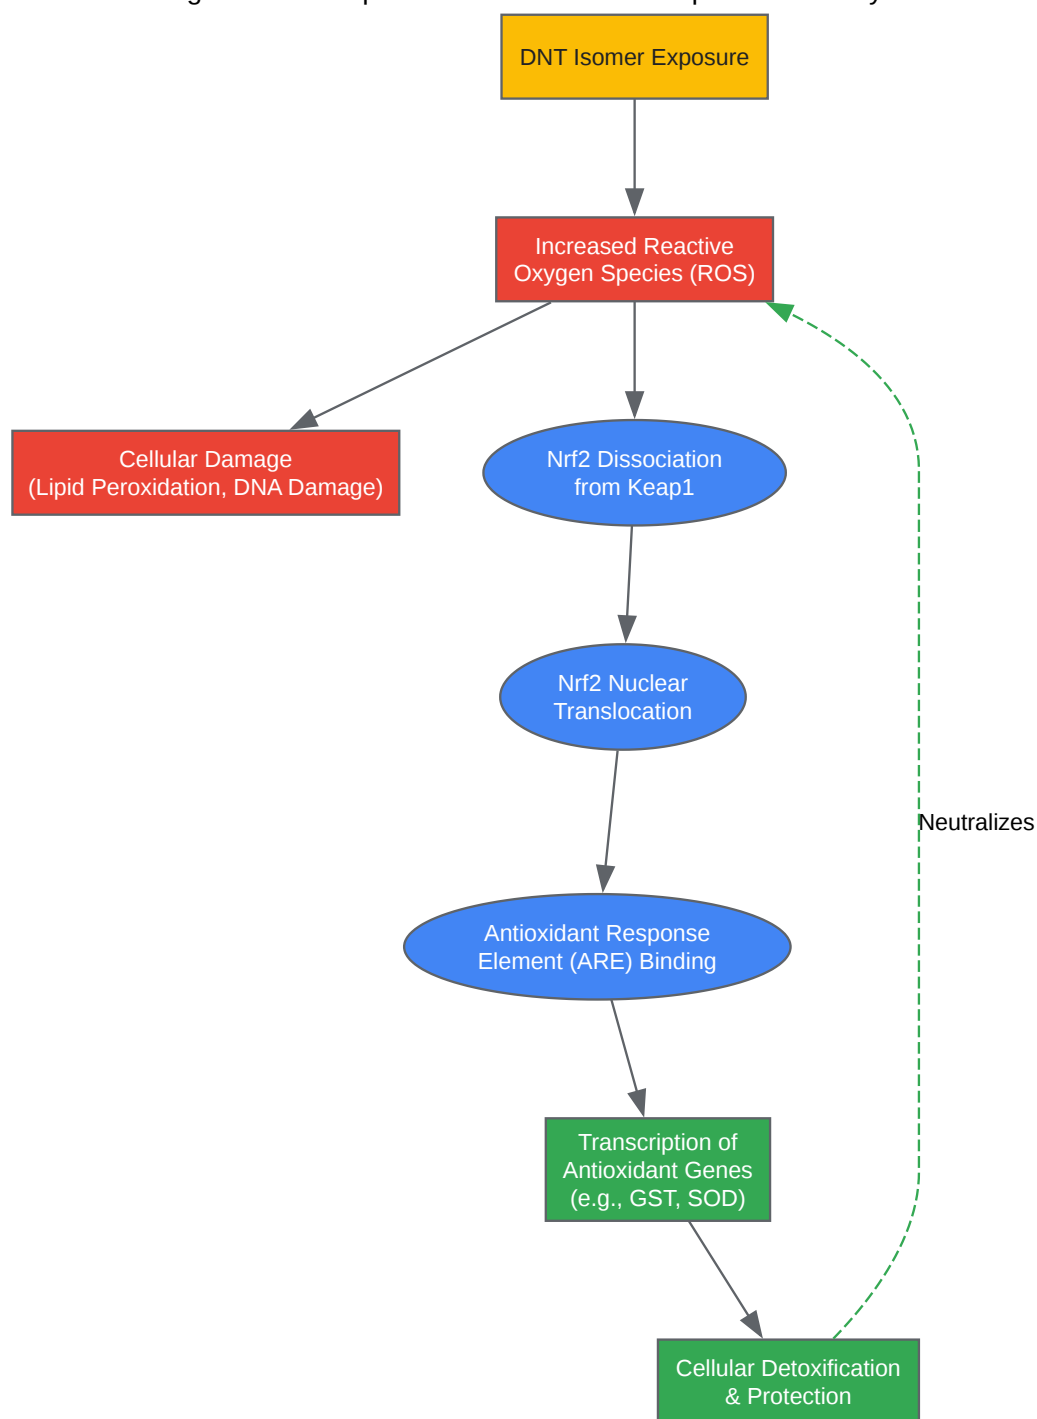 DNT Isomer Exposure
Increased Reactive
Oxygen Species (ROS)
Cellular Damage
(Lipid Peroxidation, DNA Damage)
Nrf2 Dissociation
from Keap1
Nrf2 Nuclear
Translocation
Neutralizes
Antioxidant Response
Element (ARE) Binding
Transcription of
Antioxidant Genes
(e.g., GST, SOD)
Cellular Detoxification
& Protection